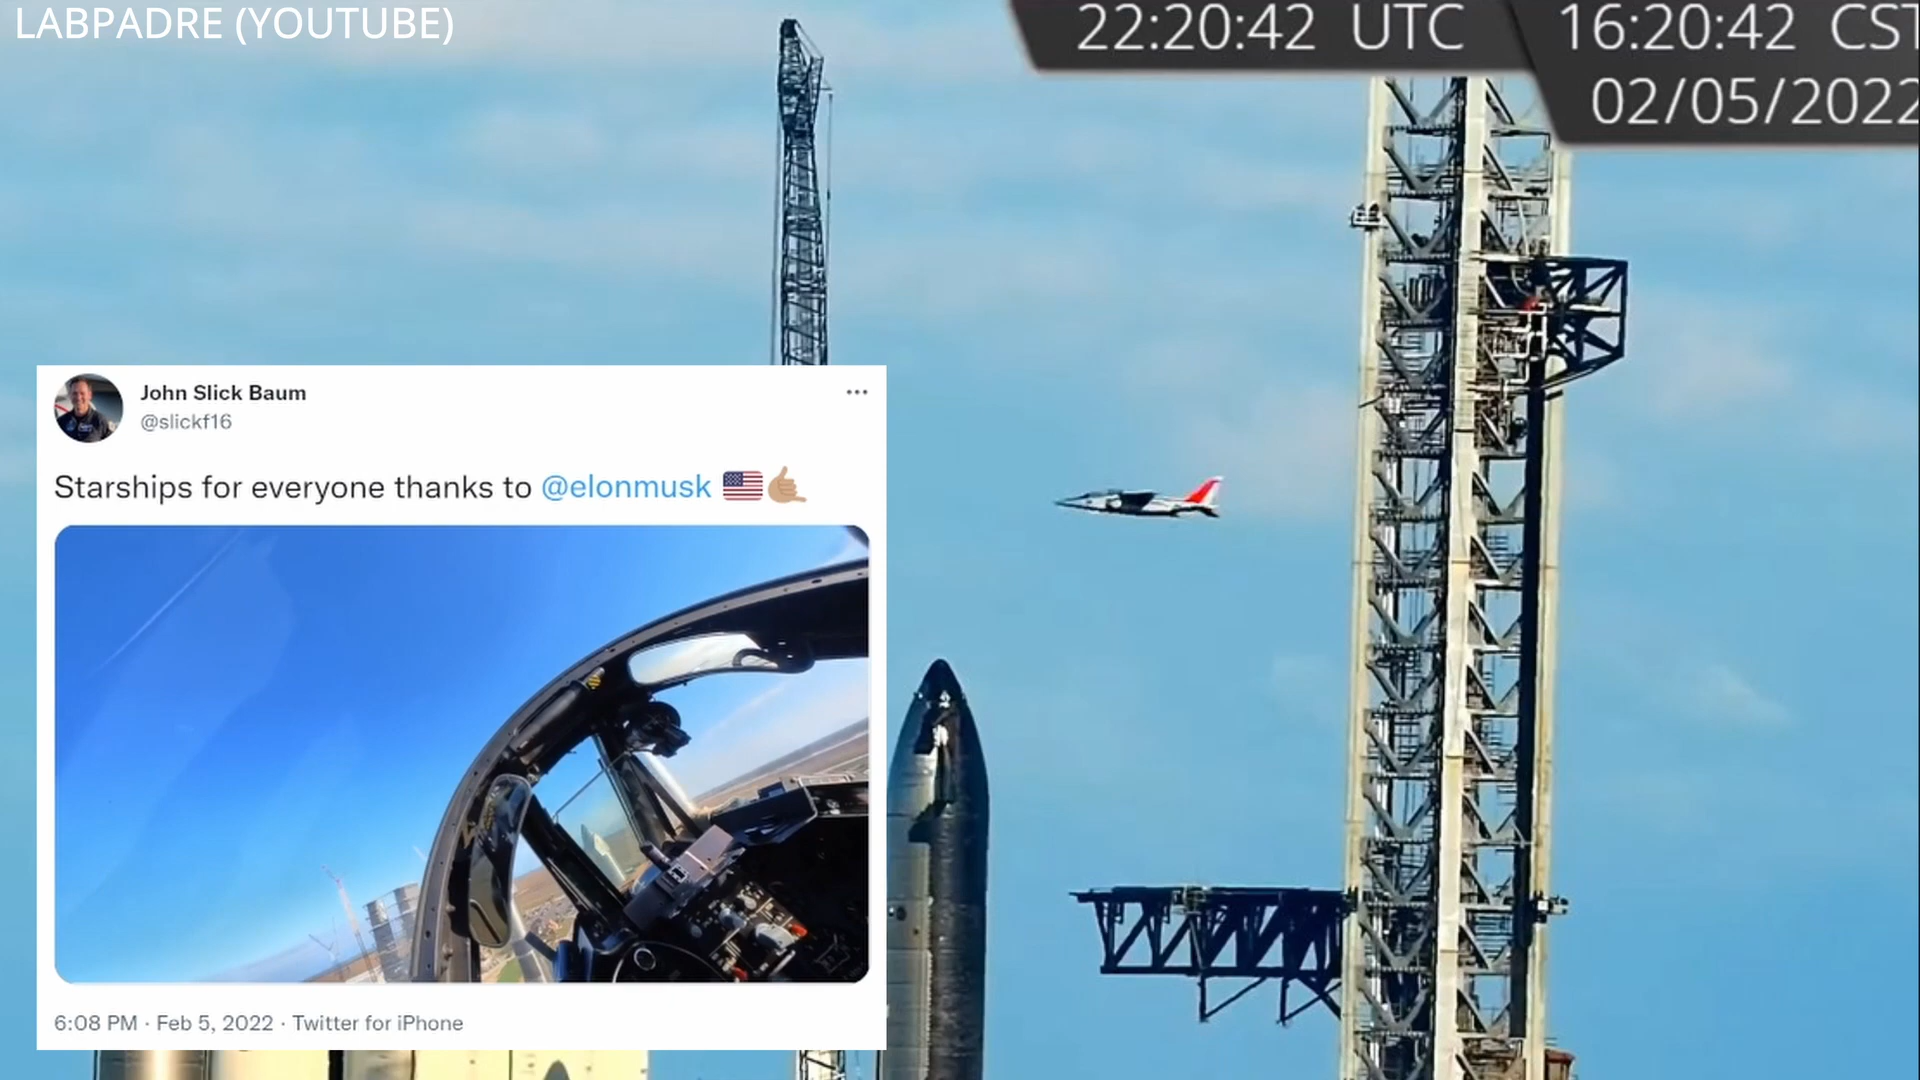 LABPADRE (YOUTUBE)
22:20:42 UTC
16:20:42 CST
02/05/2022
John Slick Baum
@slickf16
Starships for everyone thanks to @elonmusk 🇺🇸🤙🏼
6:08 PM · Feb 5, 2022 · Twitter for iPhone